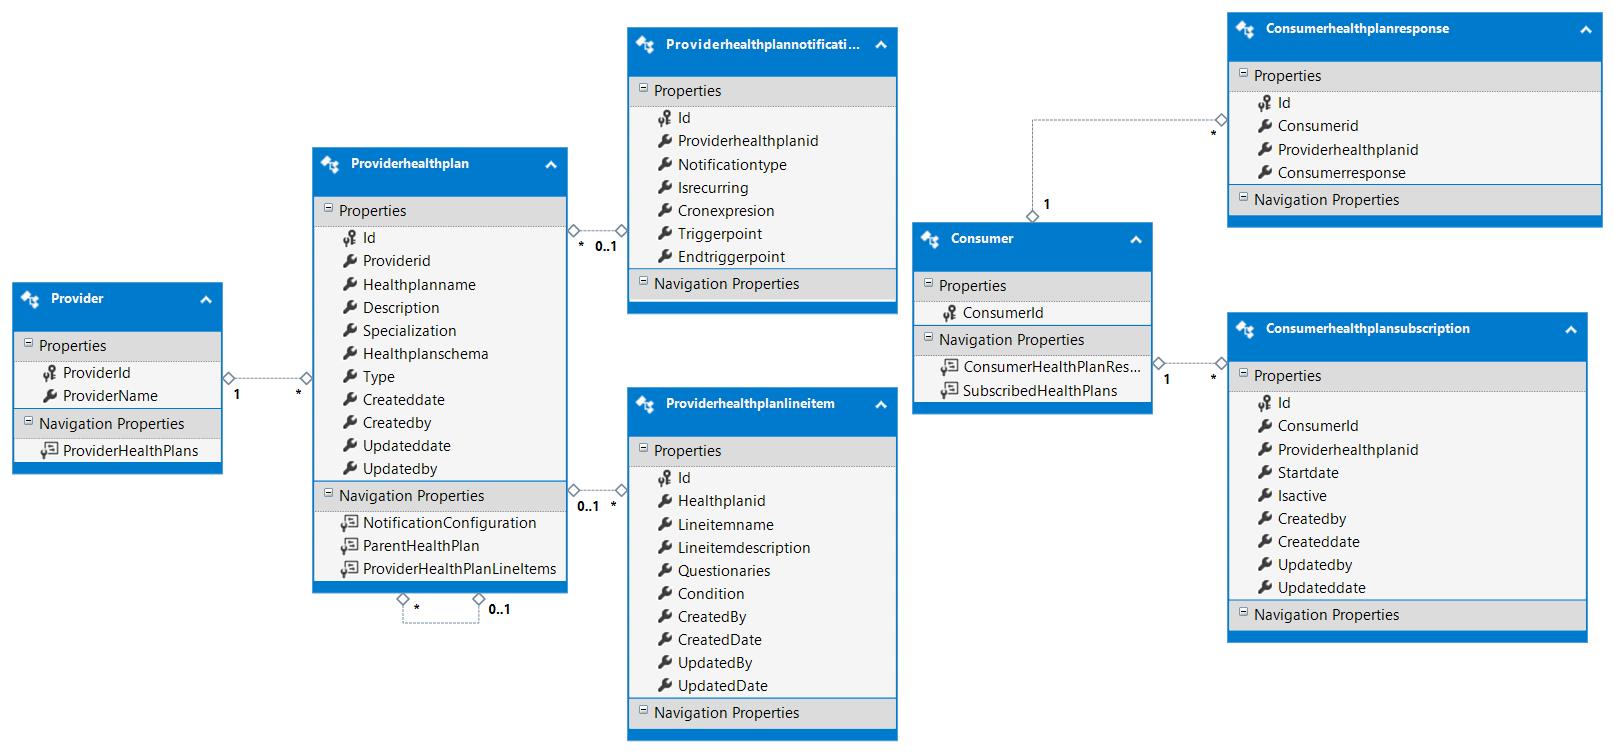 Provider
Properties
ProviderId
ProviderName
Navigation Properties
ProviderHealthPlans
1
*
Providerhealthplan
Properties
Id
Providerid
Healthplanname
Description
Specialization
Healthplanschema
Type
Createddate
Createdby
Updateddate
Updatedby
Navigation Properties
NotificationConfiguration
ParentHealthPlan
ProviderHealthPlanLineItems
*
0..1
*
0..1
0..1
*
Providerhealthplannotificati...
Properties
Id
Providerhealthplanid
Notificationtype
Isrecurring
Cronexpresion
Triggerpoint
Endtriggerpoint
Navigation Properties
Providerhealthplanlineitem
Properties
Id
Healthplanid
Lineitemname
Lineitemdescription
Questionaries
Condition
CreatedBy
CreatedDate
UpdatedBy
UpdatedDate
Navigation Properties
Consumer
Properties
ConsumerId
Navigation Properties
ConsumerHealthPlanRes...
SubscribedHealthPlans
1
*
1
*
Consumerhealthplanresponse
Properties
Id
Consumerid
Providerhealthplanid
Consumerresponse
Navigation Properties
Consumerhealthplansubscription
Properties
Id
ConsumerId
Providerhealthplanid
Startdate
Isactive
Createdby
Createddate
Updatedby
Updateddate
Navigation Properties